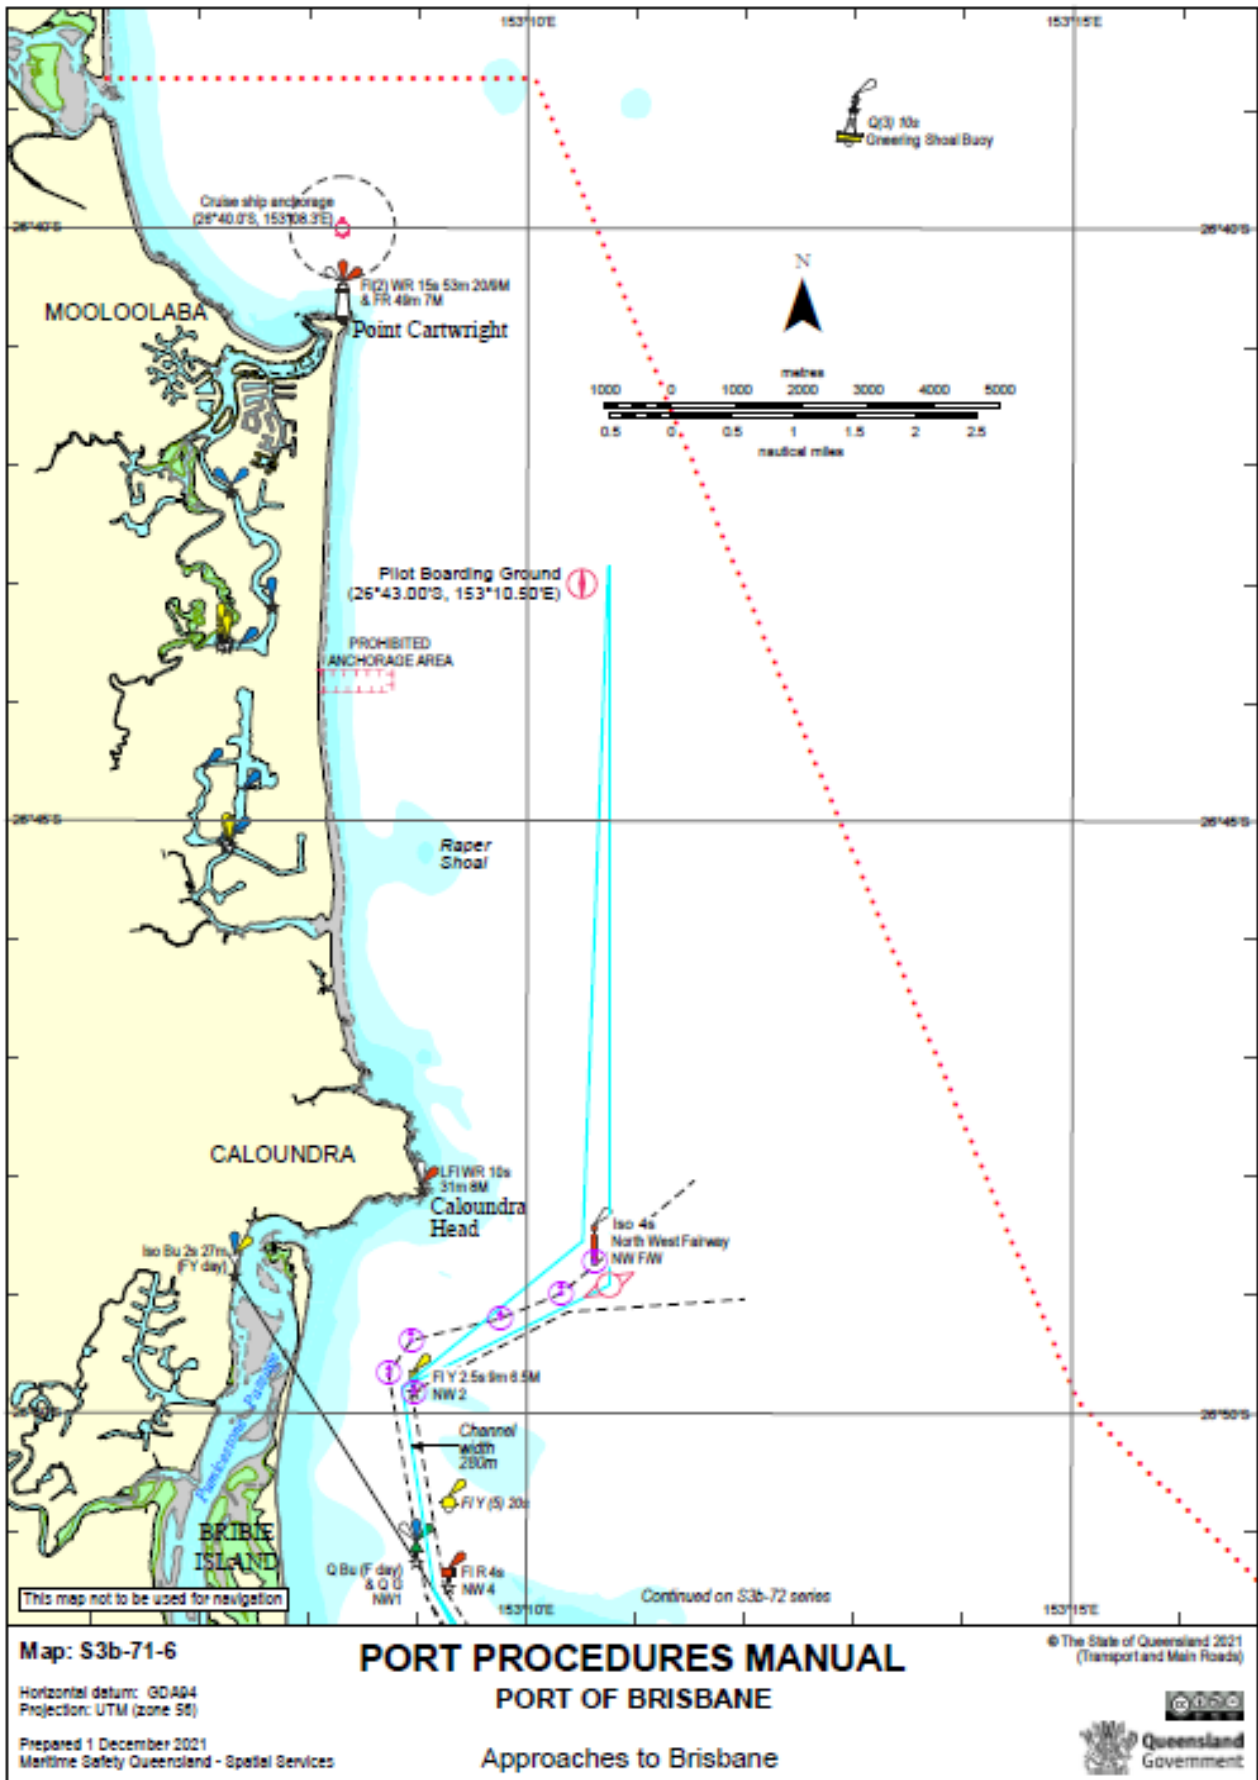 153°10'E
153°15'E
Q(3) 10s
Gneering Shoal Buoy
Cruise ship anchorage
(26°40.0'S, 153°08.3'E)
26°40'S
26°40'S
Fl(2) WR 15s 53m 20/9M
& FR 49m 7M
MOOLOOLABA
Point Cartwright
N
metres
1000 0 1000 2000 3000 4000 5000
0.5 0 0.5 1 1.5 2 2.5
nautical miles
Pilot Boarding Ground
(26°43.00'S, 153°10.50'E)
PROHIBITED
ANCHORAGE AREA
26°45'S
26°45'S
Raper
Shoal
CALOUNDRA
LFl WR 10s
31m 8M
Caloundra
Head
Iso 4s
North West Fairway
NW F/W
Iso Bu 2s 27m
(FY day)
Fl Y 2.5s 9m 6.5M
NW 2
26°50'S
Pumicestone Passage
Channel
width
280m
Fl Y (5) 20s
BRIBIE
ISLAND
Q Bu (F day)
& Q G
NW1
Fl R 4s
NW 4
This map not to be used for navigation
Continued on S3b-72 series
153°10'E
153°15'E
Map: S3b-71-6
PORT PROCEDURES MANUAL
© The State of Queensland 2021
(Transport and Main Roads)
Horizontal datum: GDA94
Projection: UTM (zone 56)
PORT OF BRISBANE
Prepared 1 December 2021
Maritime Safety Queensland - Spatial Services
Approaches to Brisbane
Queensland
Government